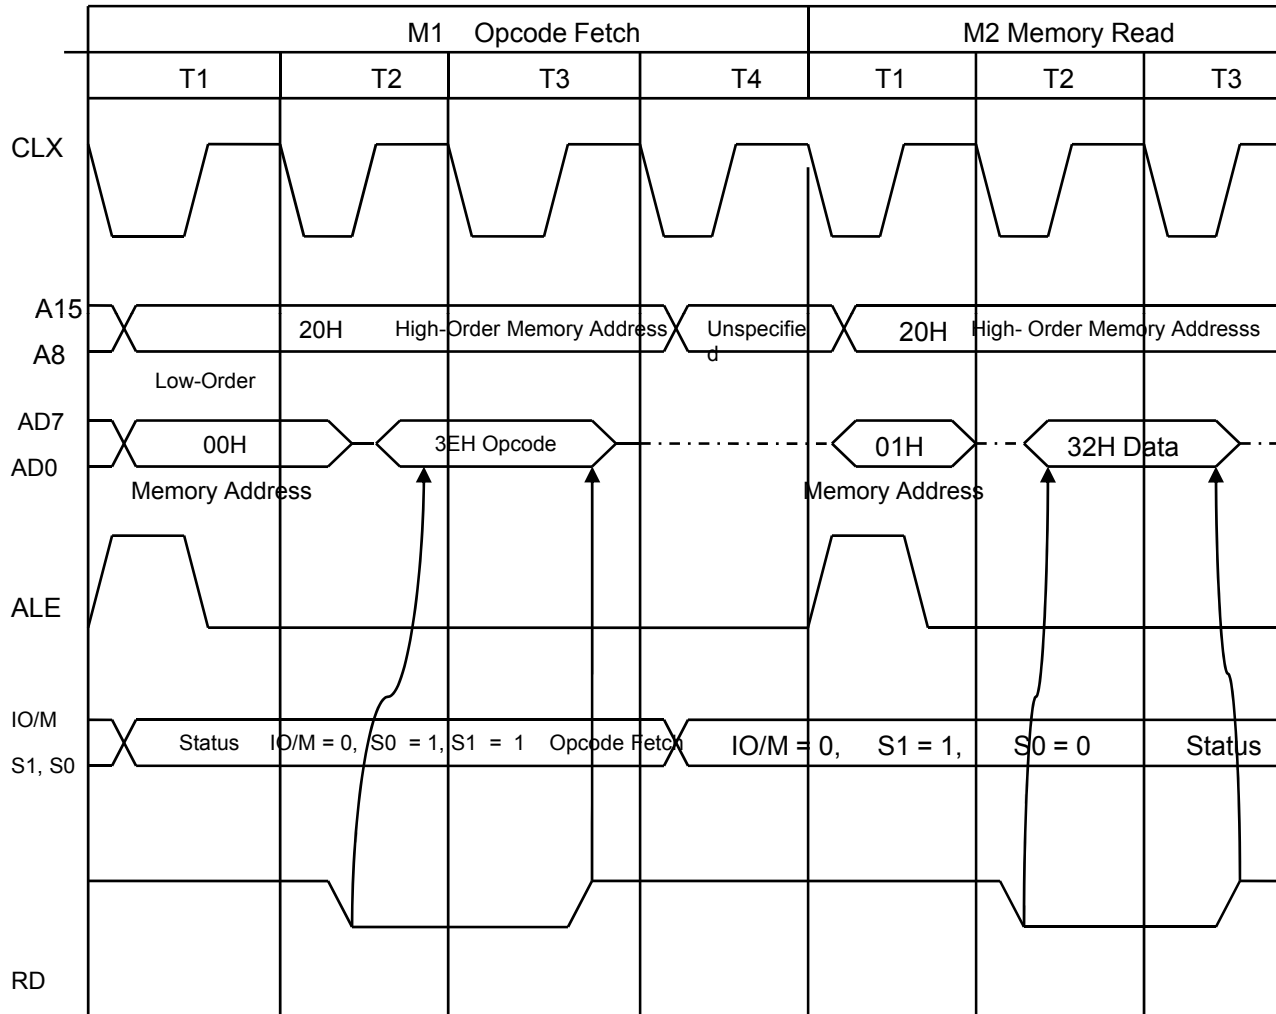 M1 Opcode Fetch M2 Memory Read
T1 T2 T3 T4 T1 T2 T3
CLX
A15
20H High-Order Memory Address Unspecifie 20H High- Order Memory Addresss
A8 d
Low-Order
AD7
00H 3EH Opcode 01H 32H Data
AD0
Memory Address Memory Address
ALE
IO/M
Status IO/M = 0, S0 = 1, S1 = 1 Opcode Fetch IO/M = 0, S1 = 1, S0 = 0 Status
S1, S0
RD